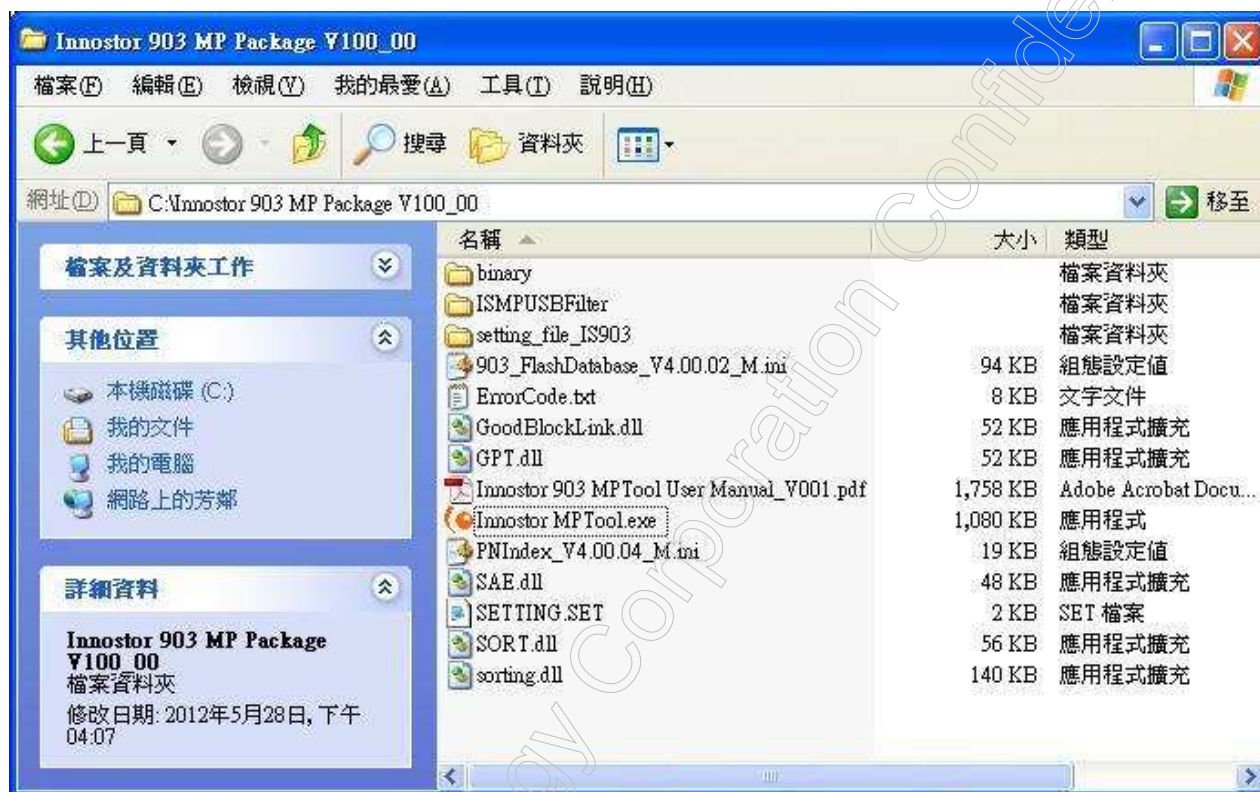 Innostor 903 MP Package V100_00
檔案(F) 編輯(E) 檢視(V) 我的最愛(A) 工具(T) 說明(H)
上一頁 搜尋 資料夾
網址(D) C:\Innostor 903 MP Package V100_00 移至
檔案及資料夾工作
其他位置
本機磁碟 (C:)
我的文件
我的電腦
網路上的芳鄰
詳細資料
Innostor 903 MP Package
V100_00
檔案資料夾
修改日期: 2012年5月28日, 下午
04:07
名稱 大小 類型
binary 檔案資料夾
ISMPUSBFilter 檔案資料夾
setting_file_IS903 檔案資料夾
903_FlashDatabase_V4.00.02_M.ini 94 KB 組態設定值
ErrorCode.txt 8 KB 文字文件
GoodBlockLink.dll 52 KB 應用程式擴充
GPT.dll 52 KB 應用程式擴充
Innostor 903 MPTool User Manual_V001.pdf 1,758 KB Adobe Acrobat Docu...
Innostor MPTool.exe 1,080 KB 應用程式
PNIndex_V4.00.04_M.ini 19 KB 組態設定值
SAE.dll 48 KB 應用程式擴充
SETTING.SET 2 KB SET 檔案
SORT.dll 56 KB 應用程式擴充
sorting.dll 140 KB 應用程式擴充
gy Corporation Confide